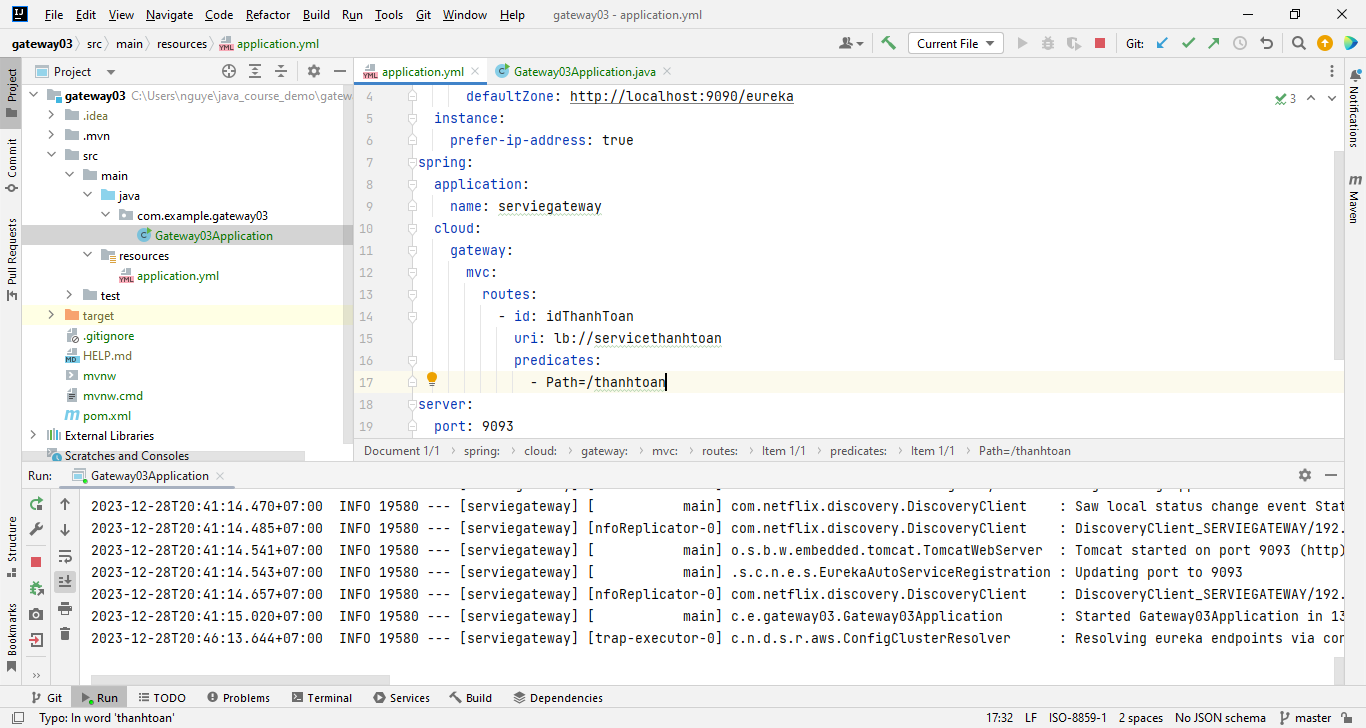 File Edit View Navigate Code Refactor Build Run Tools Git Window Help gateway03 - application.yml
gateway03 src main resources application.yml Current File Git:
Project
application.yml Gateway03Application.java
gateway03 C:\Users\nguye\java_course_demo\gatew
.idea
.mvn
src
main
java
com.example.gateway03
Gateway03Application
resources
application.yml
test
target
.gitignore
HELP.md
mvnw
mvnw.cmd
pom.xml
External Libraries
Scratches and Consoles
4 defaultZone: http://localhost:9090/eureka
5 instance:
6 prefer-ip-address: true
7 spring:
8 application:
9 name: serviegateway
10 cloud:
11 gateway:
12 mvc:
13 routes:
14 - id: idThanhToan
15 uri: lb://servicethanhtoan
16 predicates:
17 - Path=/thanhtoan
18 server:
19 port: 9093
3
Document 1/1 spring: cloud: gateway: mvc: routes: Item 1/1 predicates: Item 1/1 Path=/thanhtoan
Project
Commit
Pull Requests
Structure
Bookmarks
Notifications
Maven
Run: Gateway03Application
2023-12-28T20:41:14.470+07:00 INFO 19580 --- [serviegateway] [ main] com.netflix.discovery.DiscoveryClient : Saw local status change event Stat
2023-12-28T20:41:14.485+07:00 INFO 19580 --- [serviegateway] [nfoReplicator-0] com.netflix.discovery.DiscoveryClient : DiscoveryClient_SERVIEGATEWAY/192.
2023-12-28T20:41:14.541+07:00 INFO 19580 --- [serviegateway] [ main] o.s.b.w.embedded.tomcat.TomcatWebServer : Tomcat started on port 9093 (http)
2023-12-28T20:41:14.543+07:00 INFO 19580 --- [serviegateway] [ main] .s.c.n.e.s.EurekaAutoServiceRegistration : Updating port to 9093
2023-12-28T20:41:14.657+07:00 INFO 19580 --- [serviegateway] [nfoReplicator-0] com.netflix.discovery.DiscoveryClient : DiscoveryClient_SERVIEGATEWAY/192.
2023-12-28T20:41:15.020+07:00 INFO 19580 --- [serviegateway] [ main] c.e.gateway03.Gateway03Application : Started Gateway03Application in 13
2023-12-28T20:46:13.644+07:00 INFO 19580 --- [serviegateway] [trap-executor-0] c.n.d.s.r.aws.ConfigClusterResolver : Resolving eureka endpoints via con
Git Run TODO Problems Terminal Services Build Dependencies
Typo: In word 'thanhtoan' 17:32 LF ISO-8859-1 2 spaces No JSON schema master